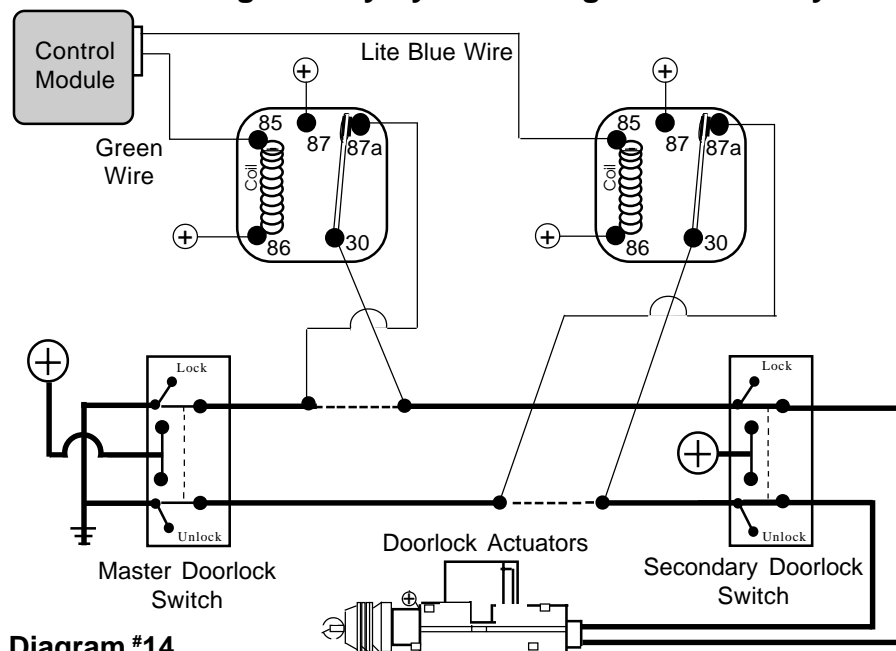 Control
Module
Lite Blue Wire
Green
Wire
85
87
87a
Coil
86
30
85
87
87a
Coil
86
30
Lock
Unlock
Master Doorlock
Switch
Doorlock Actuators
Lock
Unlock
Secondary Doorlock
Switch
Diagram #14